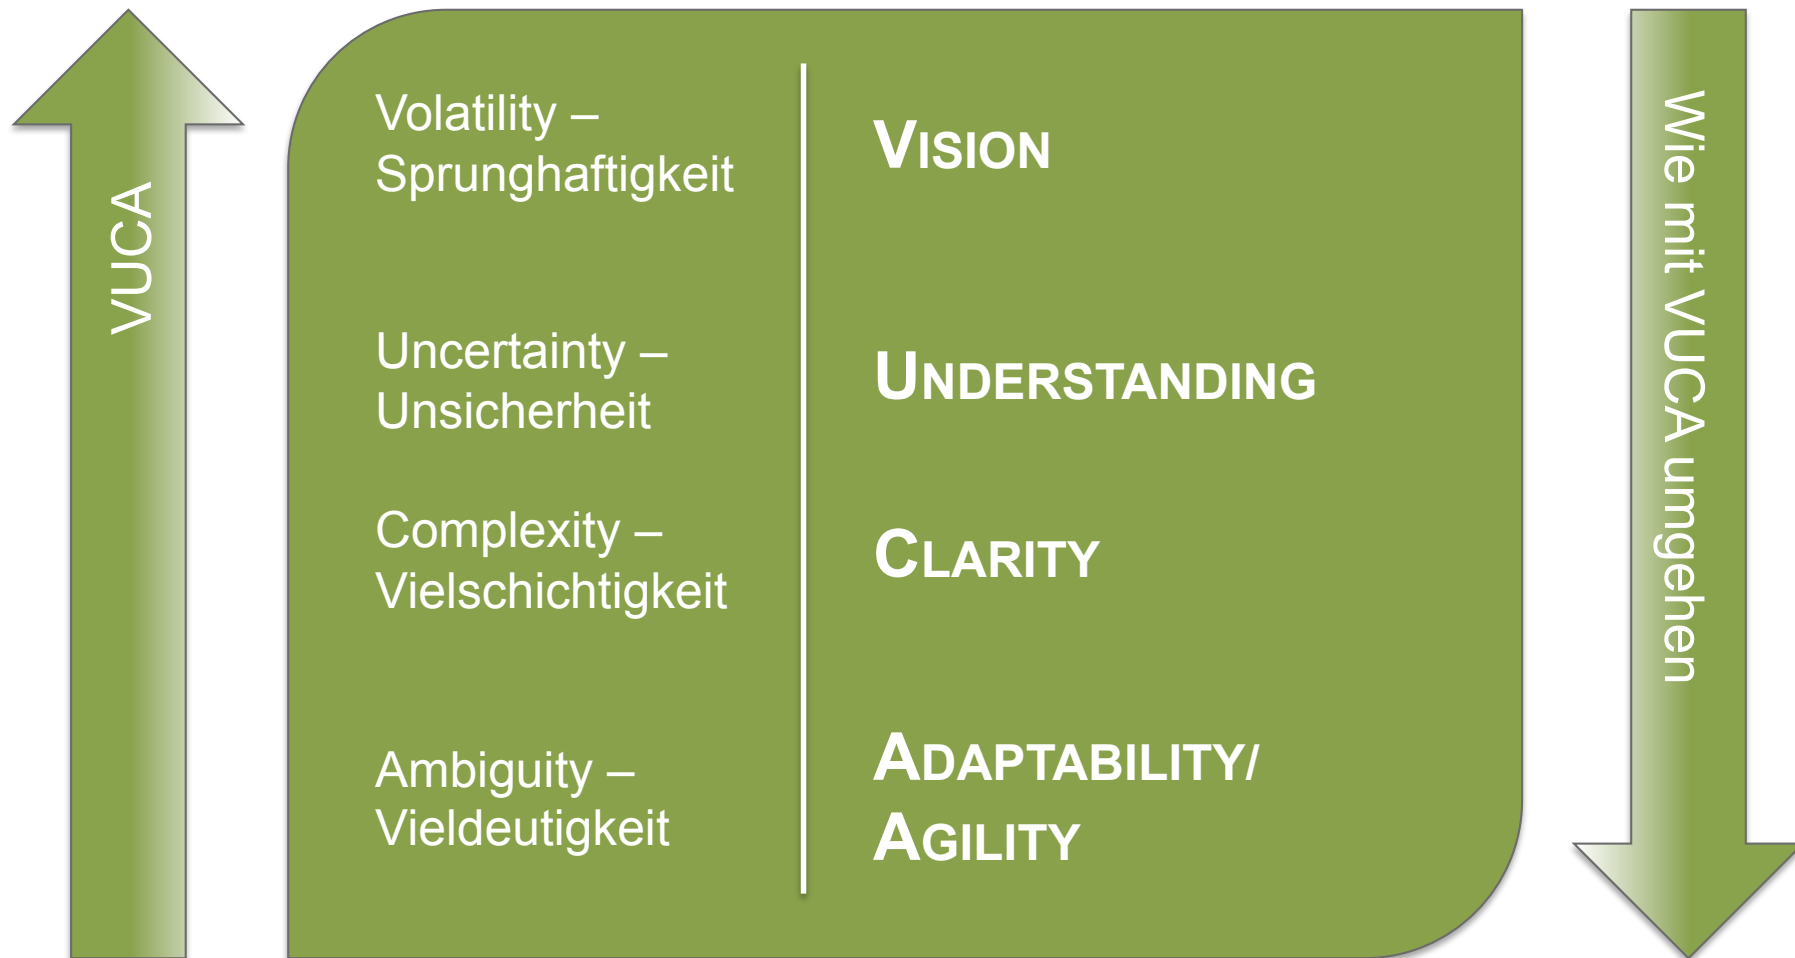 VUCA
Volatility –
Sprunghaftigkeit
VISION
Uncertainty –
Unsicherheit
UNDERSTANDING
Complexity –
Vielschichtigkeit
CLARITY
Ambiguity –
Vieldeutigkeit
ADAPTABILITY/
AGILITY
Wie mit VUCA umgehen